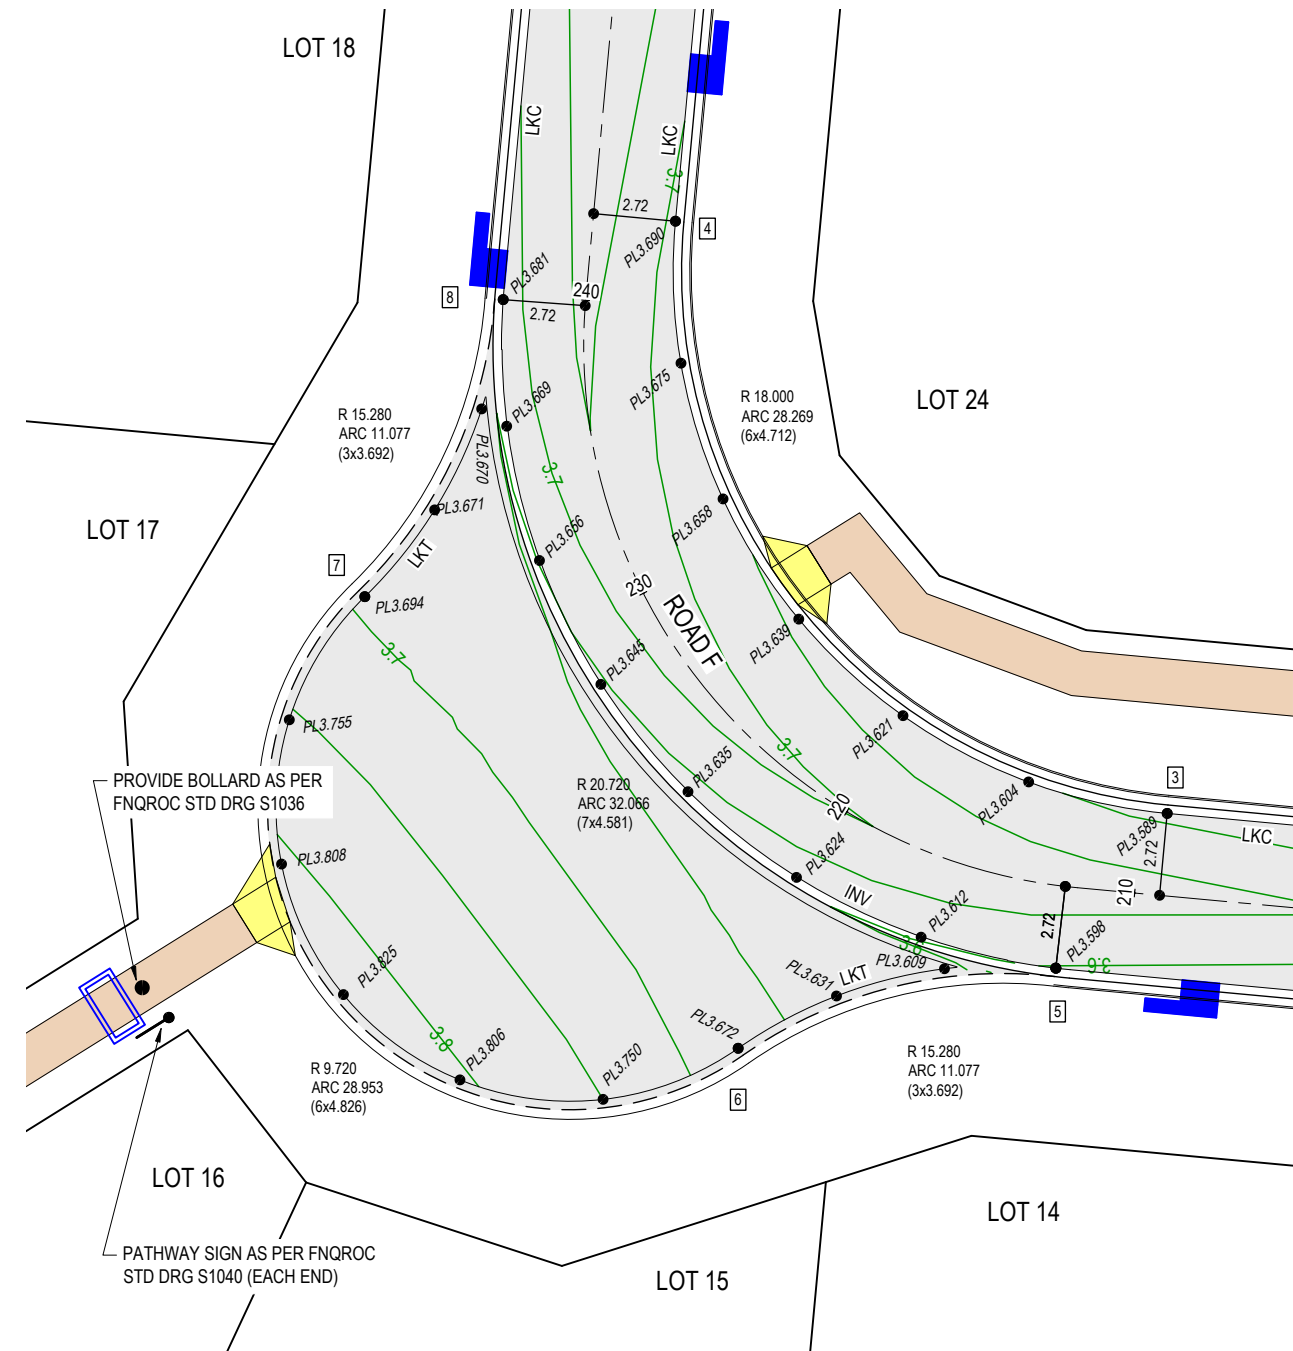 LOT 18
LKC
LKC
3.7
2.72
4
PL3.690
PL3.681
8
240
2.72
PL3.675
PL3.669
R 15.280
ARC 11.077
(3x3.692)
R 18.000
ARC 28.269
(6x4.712)
LOT 24
PL3.670
3.7
PL3.671
PL3.658
LOT 17
LKT
PL3.666
7
230
PL3.694
ROAD F
PL3.639
3.7
PL3.645
PL3.755
PL3.621
3.7
PROVIDE BOLLARD AS PER
FNQROC STD DRG S1036
R 20.720
ARC 32.066
(7x4.581)
PL3.635
3
PL3.604
220
PL3.589
LKC
2.72
PL3.808
PL3.624
INV
210
PL3.612
2.72
3.6
PL3.598
PL3.609
3.6
PL3.825
PL3.631
LKT
5
3.8
PL3.672
PL3.806
PL3.750
R 9.720
ARC 28.953
(6x4.826)
6
R 15.280
ARC 11.077
(3x3.692)
LOT 16
LOT 14
PATHWAY SIGN AS PER FNQROC
STD DRG S1040 (EACH END)
LOT 15